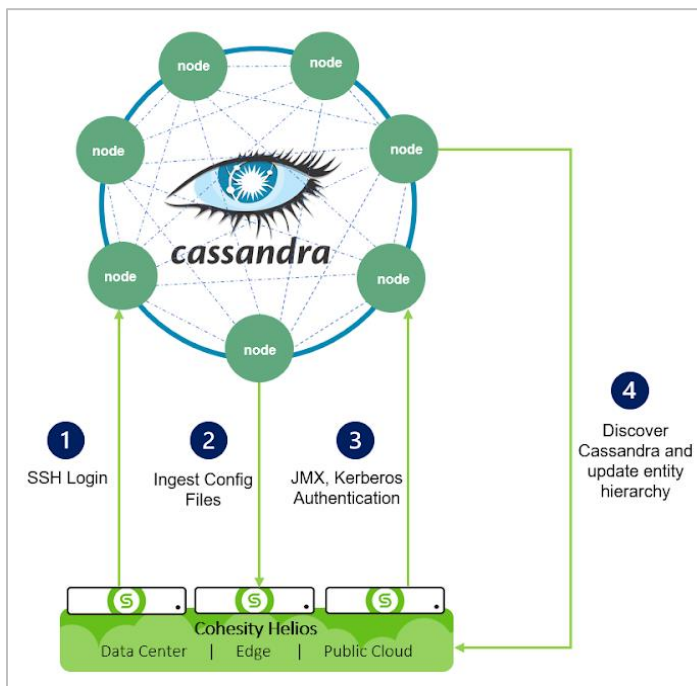 node
node
node
node
cassandra
node
node
node
1
SSH Login
2
Ingest Config
Files
3
JMX, Kerberos
Authentication
4
Discover
Cassandra and
update entity
hierarchy
Cohesity Helios
Data Center | Edge | Public Cloud